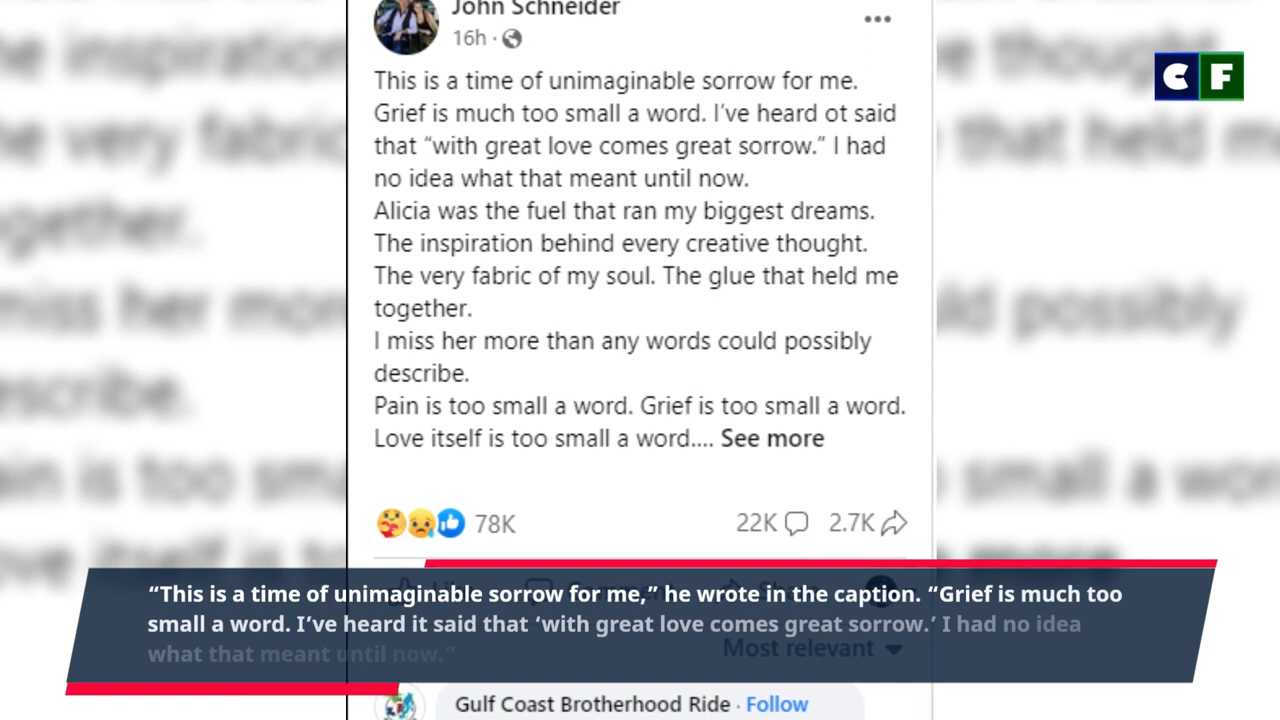 John Schneider
16h ·
This is a time of unimaginable sorrow for me.
Grief is much too small a word. I’ve heard ot said
that “with great love comes great sorrow.” I had
no idea what that meant until now.
Alicia was the fuel that ran my biggest dreams.
The inspiration behind every creative thought.
The very fabric of my soul. The glue that held me
together.
I miss her more than any words could possibly
describe.
Pain is too small a word. Grief is too small a word.
Love itself is too small a word.... See more
78K 22K 2.7K
“This is a time of unimaginable sorrow for me,” he wrote in the caption. “Grief is much too
small a word. I’ve heard it said that ‘with great love comes great sorrow.’ I had no idea
what that meant until now.”
Most relevant
Gulf Coast Brotherhood Ride · Follow
C F